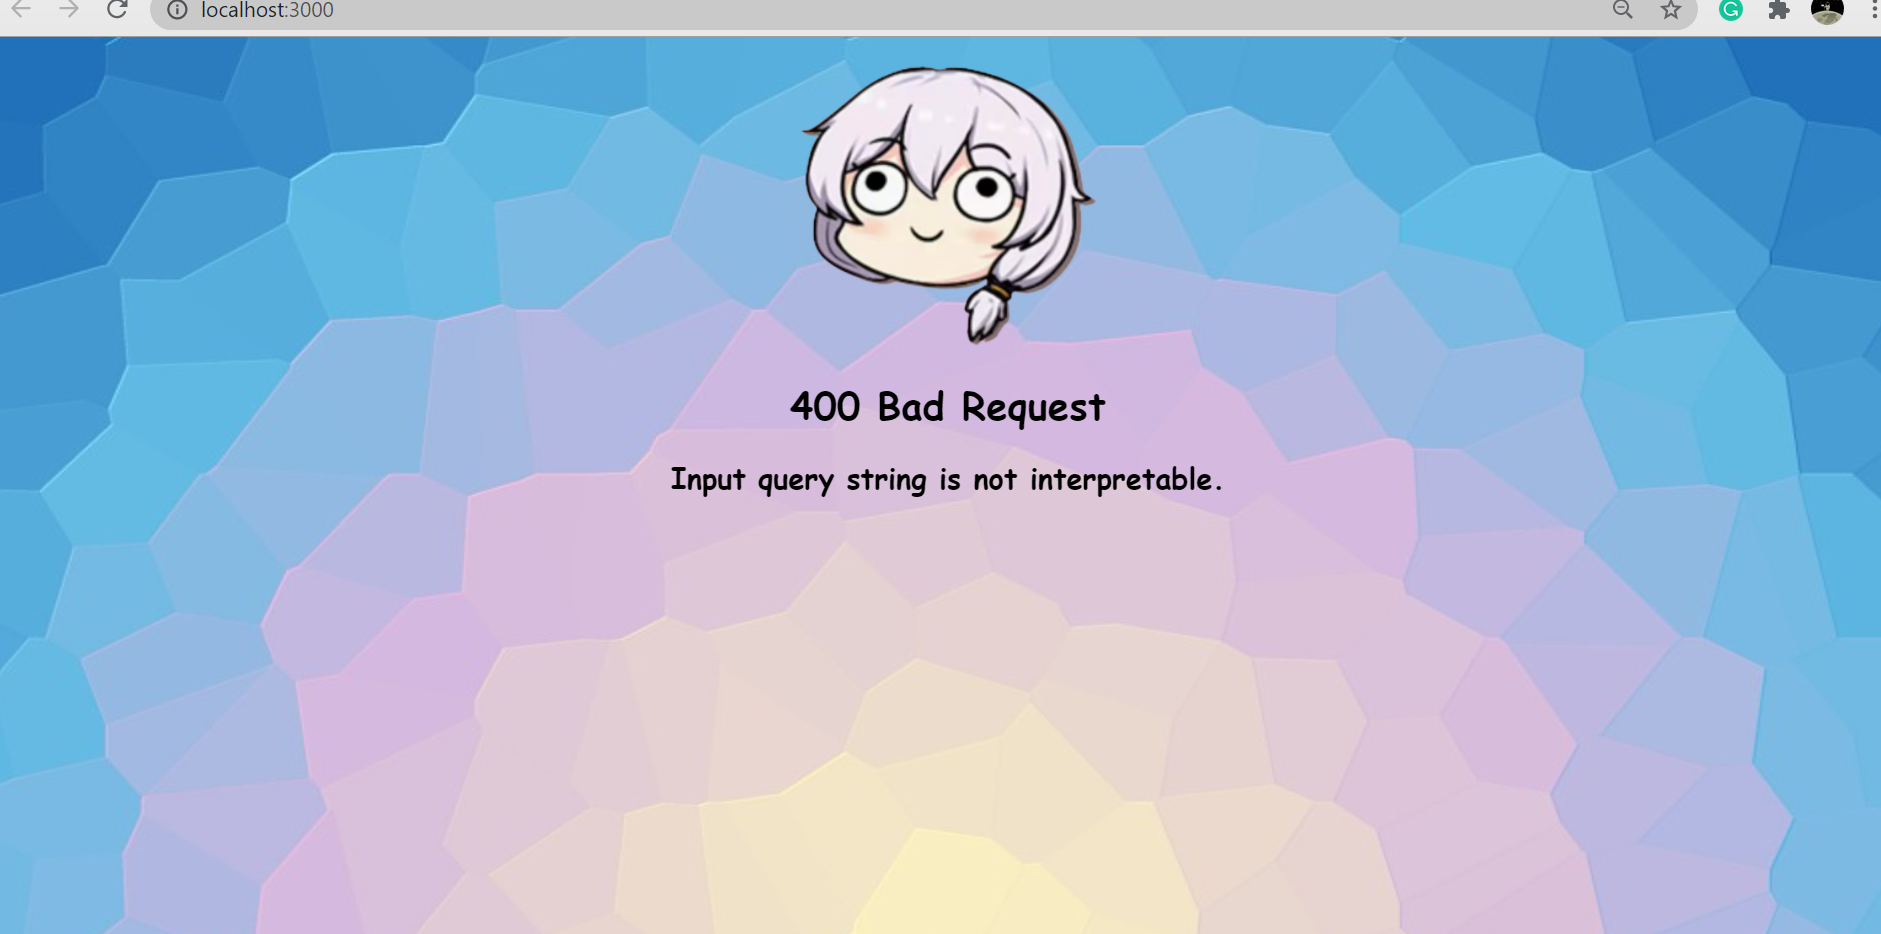 localhost:3000
400 Bad Request
Input query string is not interpretable.